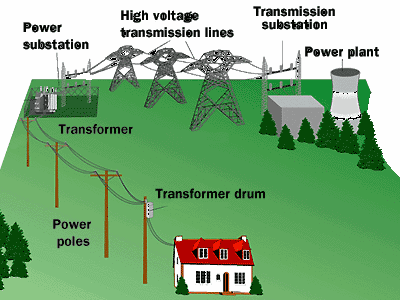 Power
substation
High voltage
transmission lines
Transmission
substation
Power plant
Transformer
Transformer drum
Power
poles